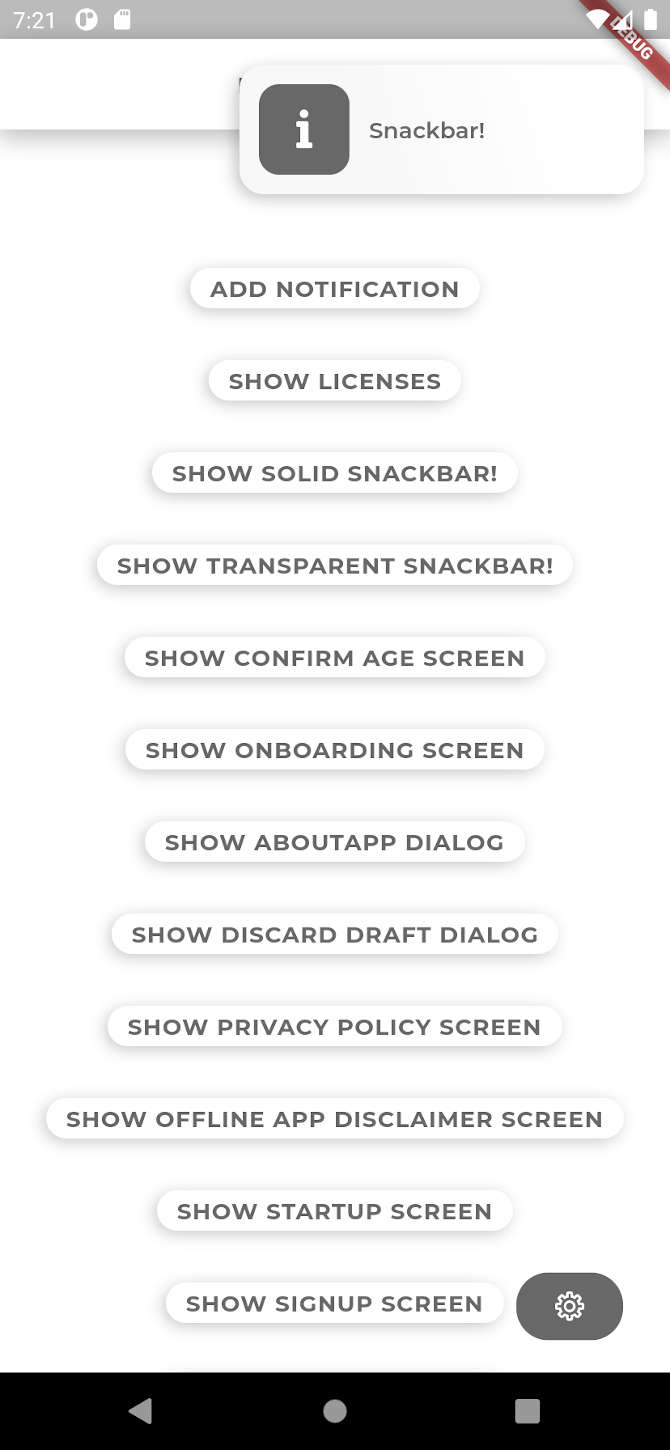 7:21
DEBUG
Snackbar!
ADD NOTIFICATION
SHOW LICENSES
SHOW SOLID SNACKBAR!
SHOW TRANSPARENT SNACKBAR!
SHOW CONFIRM AGE SCREEN
SHOW ONBOARDING SCREEN
SHOW ABOUTAPP DIALOG
SHOW DISCARD DRAFT DIALOG
SHOW PRIVACY POLICY SCREEN
SHOW OFFLINE APP DISCLAIMER SCREEN
SHOW STARTUP SCREEN
SHOW SIGNUP SCREEN